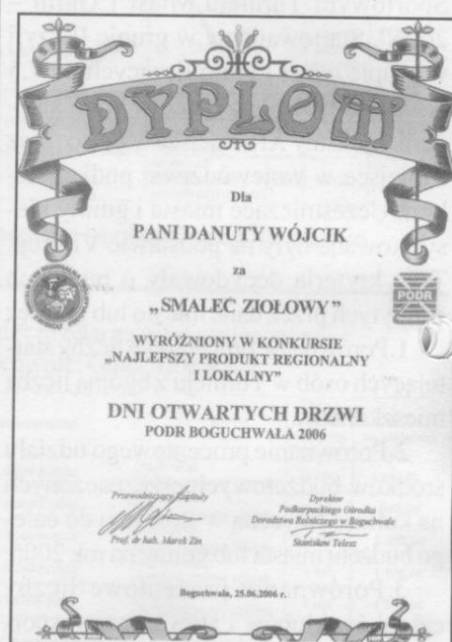 DYPLOM
Dla
PANI DANUTY WÓJCIK
za
„SMALEC ZIOŁOWY”
WYRÓŻNIONY W KONKURSIE
„NAJLEPSZY PRODUKT REGIONALNY
I LOKALNY”
DNI OTWARTYCH DRZWI
PODR BOGUCHWAŁA 2006
PODR
Przewodniczący Kapituły
Prof. dr hab. Marek Zin
Dyrektor
Podkarpackiego Ośrodka
Doradztwa Rolniczego w Boguchwale
Stanisław
Boguchwała, 25.06.2006 r.